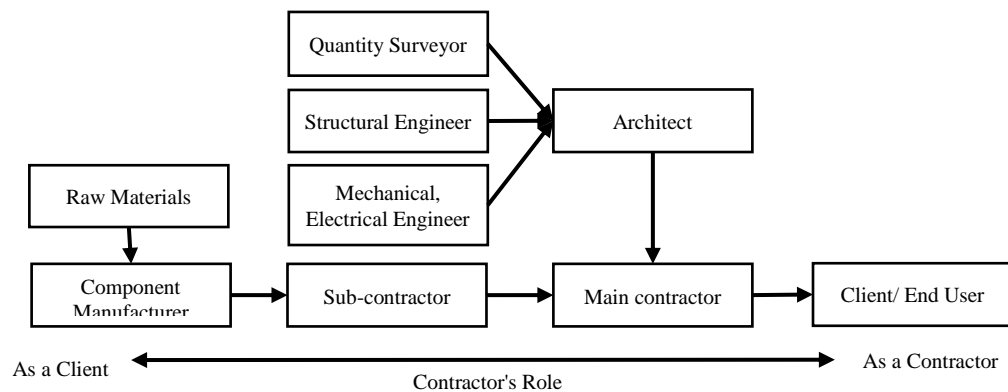 Quantity Surveyor
Structural Engineer
Architect
Mechanical,
Electrical Engineer
Raw Materials
Component
Manufacturer
Sub-contractor
Main contractor
Client/ End User
As a Client
Contractor's Role
As a Contractor